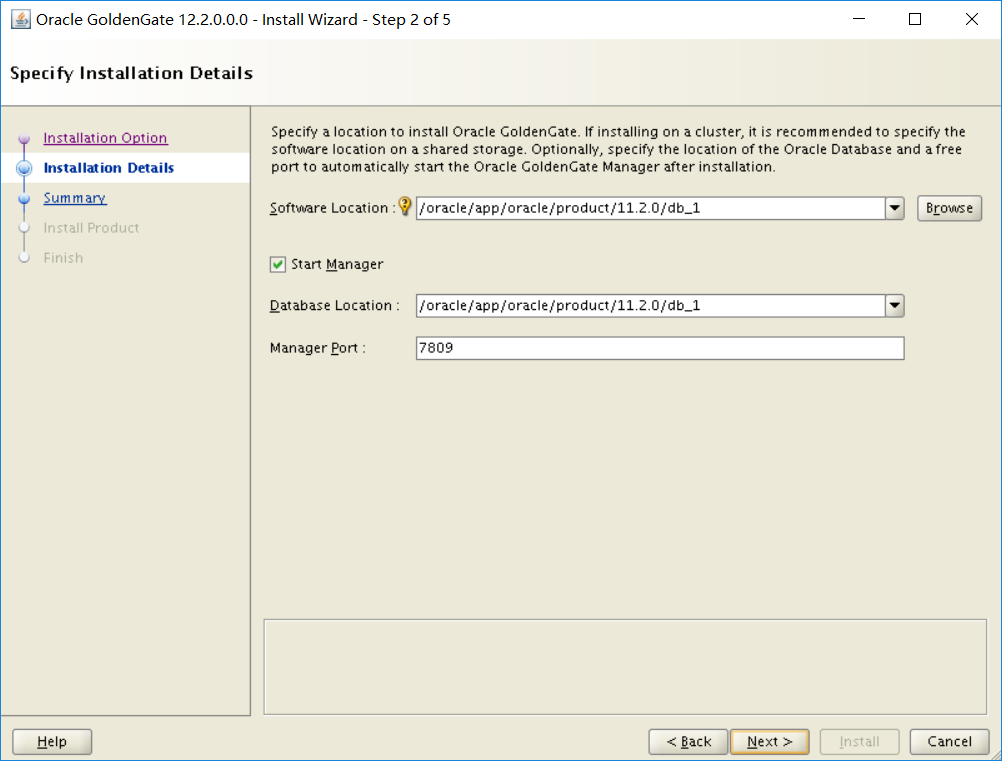 Oracle GoldenGate 12.2.0.0.0 - Install Wizard - Step 2 of 5
Specify Installation Details
Installation Option
Installation Details
Summary
Install Product
Finish
Specify a location to install Oracle GoldenGate. If installing on a cluster, it is recommended to specify the
software location on a shared storage. Optionally, specify the location of the Oracle Database and a free
port to automatically start the Oracle GoldenGate Manager after installation.
Software Location : /oracle/app/oracle/product/11.2.0/db_1 Browse
Start Manager
Database Location : /oracle/app/oracle/product/11.2.0/db_1
Manager Port : 7809
Help < Back Next > Install Cancel